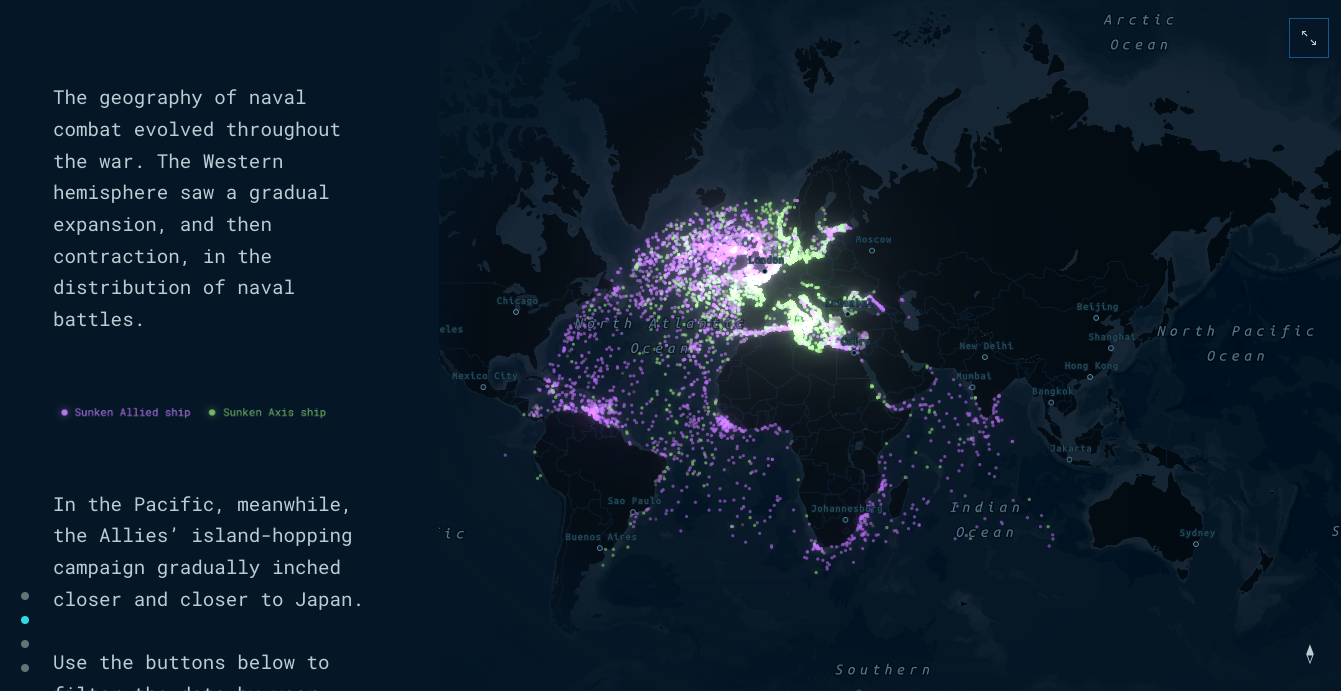 The geography of naval
combat evolved throughout
the war. The Western
hemisphere saw a gradual
expansion, and then
contraction, in the
distribution of naval
battles.
Sunken Allied ship
Sunken Axis ship
In the Pacific, meanwhile,
the Allies’ island-hopping
campaign gradually inched
closer and closer to Japan.
Use the buttons below to
Arctic
Ocean
Moscow
London
Chicago
North Atlantic
Ocean
eles
Mexico City
Beijing
Shanghai
North Pacific
Ocean
New Delhi
Hong Kong
Mumbai
Bangkok
Jakarta
Sao Paulo
Johannesburg
Indian
Ocean
ic
Buenos Aires
Sydney
S
Southern